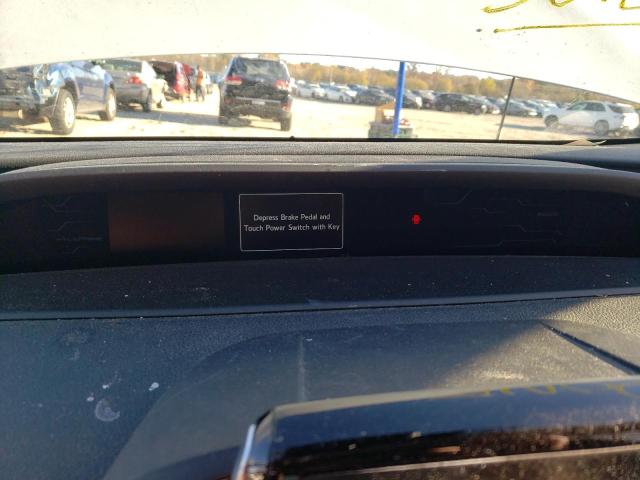 Depress Brake Pedal and
Touch Power Switch with Key